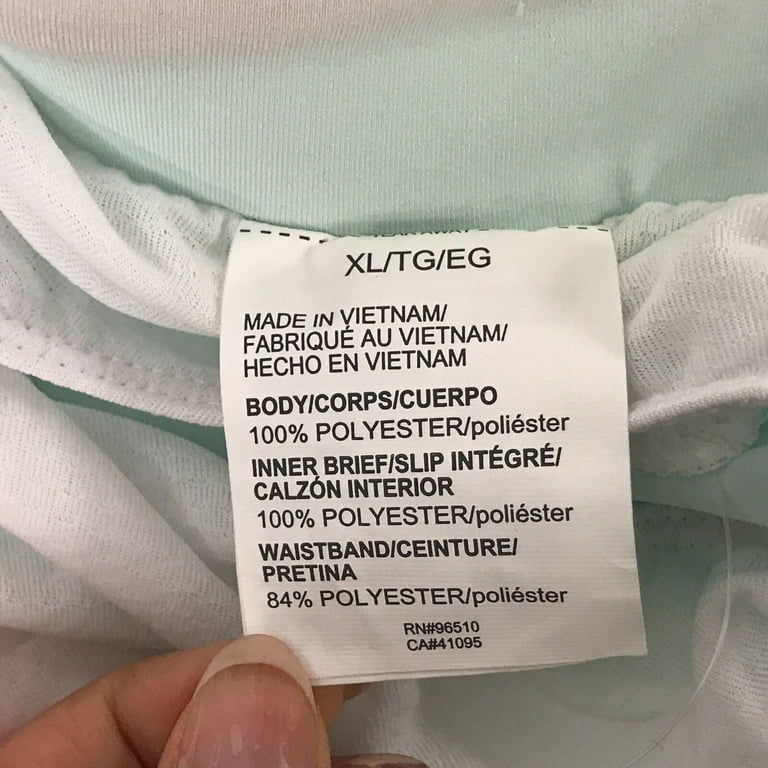 XL/TG/EG
MADE IN VIETNAM/
FABRIQUÉ AU VIETNAM/
HECHO EN VIETNAM
BODY/CORPS/CUERPO
100% POLYESTER/poliéster
INNER BRIEF/SLIP INTÉGRÉ/
CALZÓN INTERIOR
100% POLYESTER/poliéster
WAISTBAND/CEINTURE/
PRETINA
84% POLYESTER/poliéster
RN#96510
CA#41095